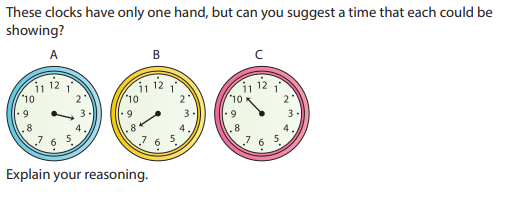 These clocks have only one hand, but can you suggest a time that each could be
showing?
A B C
11 12 1 11 12 1 11 12 1
10 2 10 2 10 2
9 3 9 3 9 3
8 4 8 4 8 4
7 6 5 7 6 5 7 6 5
Explain your reasoning.